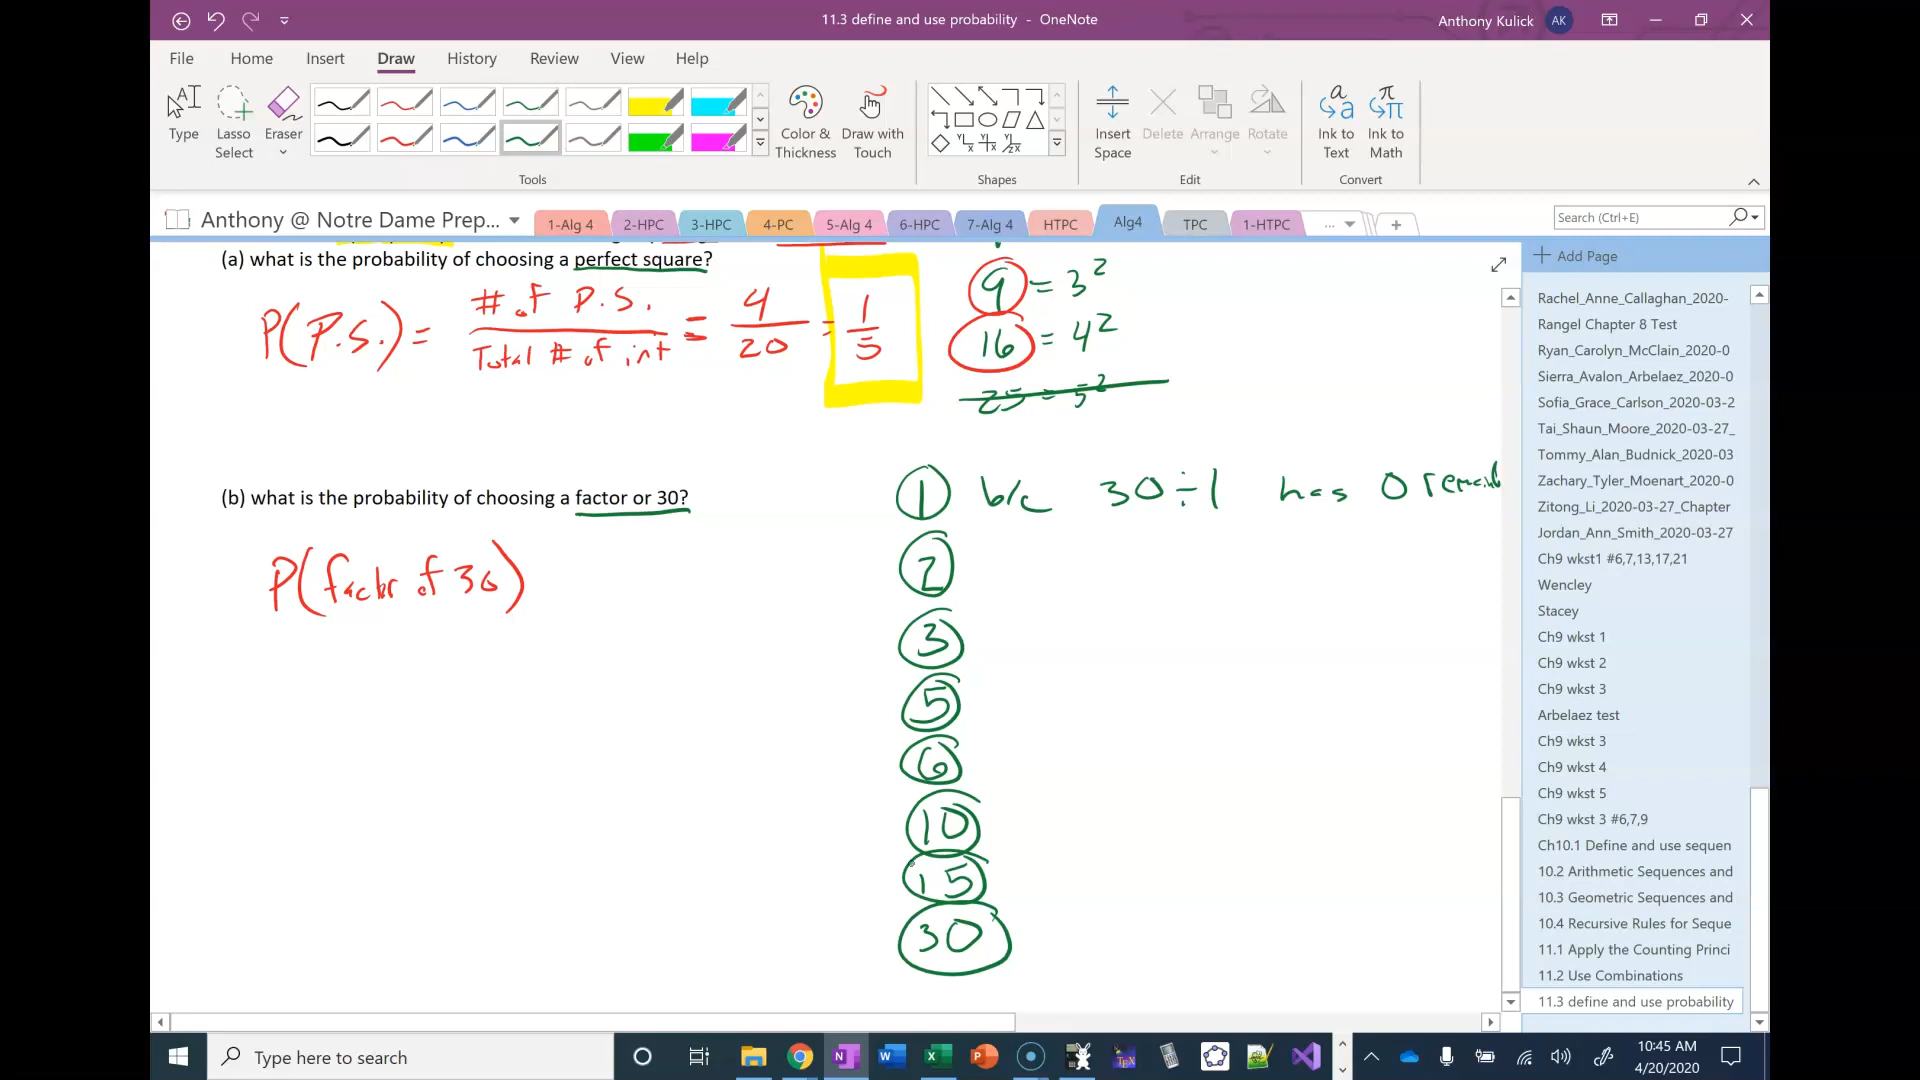 11.3 define and use probability - OneNote
Anthony Kulick AK
File Home Insert Draw History Review View Help
Type
Lasso Select
Eraser
Color & Thickness
Draw with Touch
Insert Space
Delete
Arrange
Rotate
Ink to Text
Ink to Math
Tools
Shapes
Edit
Convert
Anthony @ Notre Dame Prep...
1-Alg 4 2-HPC 3-HPC 4-PC 5-Alg 4 6-HPC 7-Alg 4 HTPC Alg4 TPC 1-HTPC ...
Search (Ctrl+E)
(a) what is the probability of choosing a perfect square?
P(P.S.) = # of P.S. / Total # of int = 4/20 = 1/5
9 = 3²
16 = 4²
25 = 5²
(b) what is the probability of choosing a factor or 30?
P(factor of 30)
1 b/c 30÷1 has 0
2
3
5
6
10
15
30
Add Page
Rachel_Anne_Callaghan_2020-
Rangel Chapter 8 Test
Ryan_Carolyn_McClain_2020-0
Sierra_Avalon_Arbelaez_2020-0
Sofia_Grace_Carlson_2020-03-2
Tai_Shaun_Moore_2020-03-27_
Tommy_Alan_Budnick_2020-03
Zachary_Tyler_Moenart_2020-0
Zitong_Li_2020-03-27_Chapter
Jordan_Ann_Smith_2020-03-27
Ch9 wkst1 #6,7,13,17,21
Wencley
Stacey
Ch9 wkst 1
Ch9 wkst 2
Ch9 wkst 3
Arbelaez test
Ch9 wkst 3
Ch9 wkst 4
Ch9 wkst 5
Ch9 wkst 3 #6,7,9
Ch10.1 Define and use sequen
10.2 Arithmetic Sequences and
10.3 Geometric Sequences and
10.4 Recursive Rules for Seque
11.1 Apply the Counting Princi
11.2 Use Combinations
11.3 define and use probability
Type here to search
10:45 AM
4/20/2020